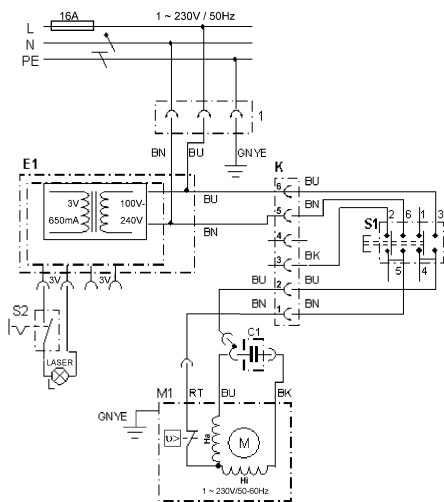 16A
1 ~ 230V / 50Hz
L
N
PE
1
BN
BU
GNYE
E1
3V
650mA
100V-
240V
BU
BN
K
6
5
4
3
2
1
BU
BN
BK
BU
BN
S1
2
6
1
3
5
4
3V
3V
S2
LASER
BU
BN
C1
M1
RT
BU
BK
GNYE
υ>
Ha
M
Hi
1 ~ 230V/50-60Hz